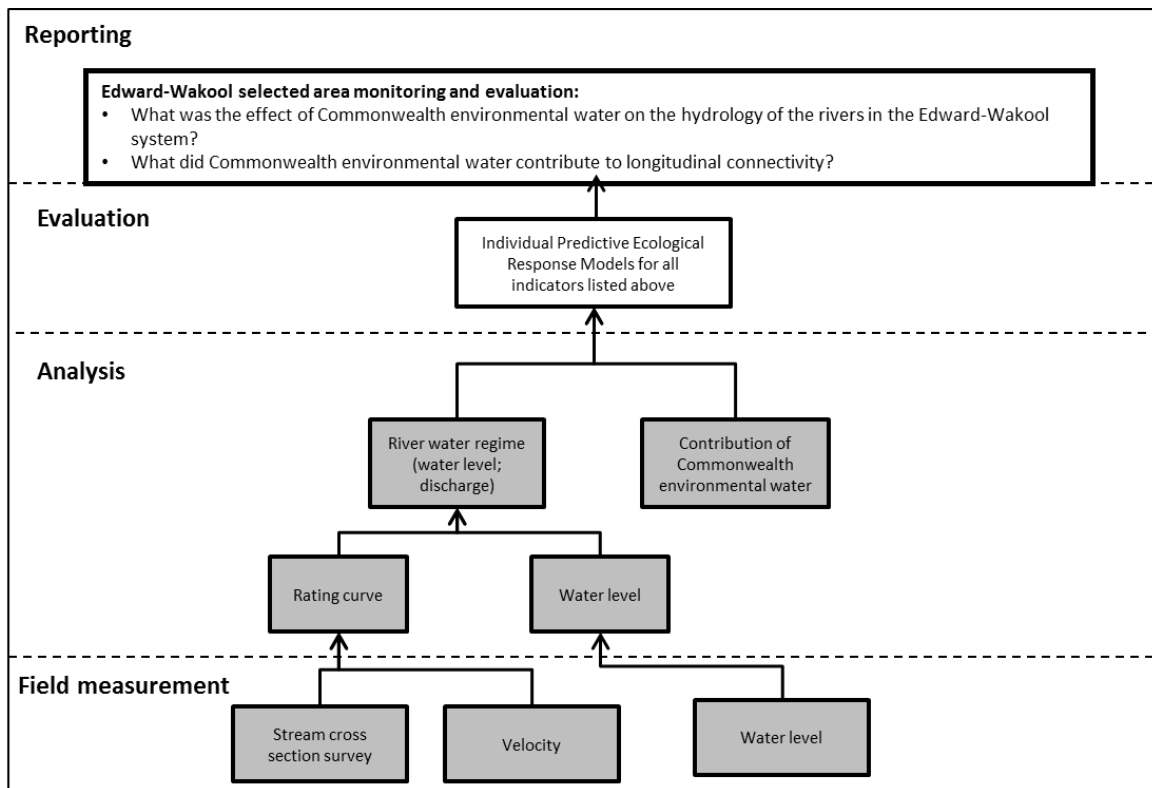 Reporting
Edward-Wakool selected area monitoring and evaluation:
• What was the effect of Commonwealth environmental water on the hydrology of the rivers in the Edward-Wakool
system?
• What did Commonwealth environmental water contribute to longitudinal connectivity?
Evaluation
Individual Predictive Ecological
Response Models for all
indicators listed above
Analysis
River water regime
(water level;
discharge)
Contribution of
Commonwealth
environmental water
Rating curve
Water level
Field measurement
Stream cross
section survey
Velocity
Water level